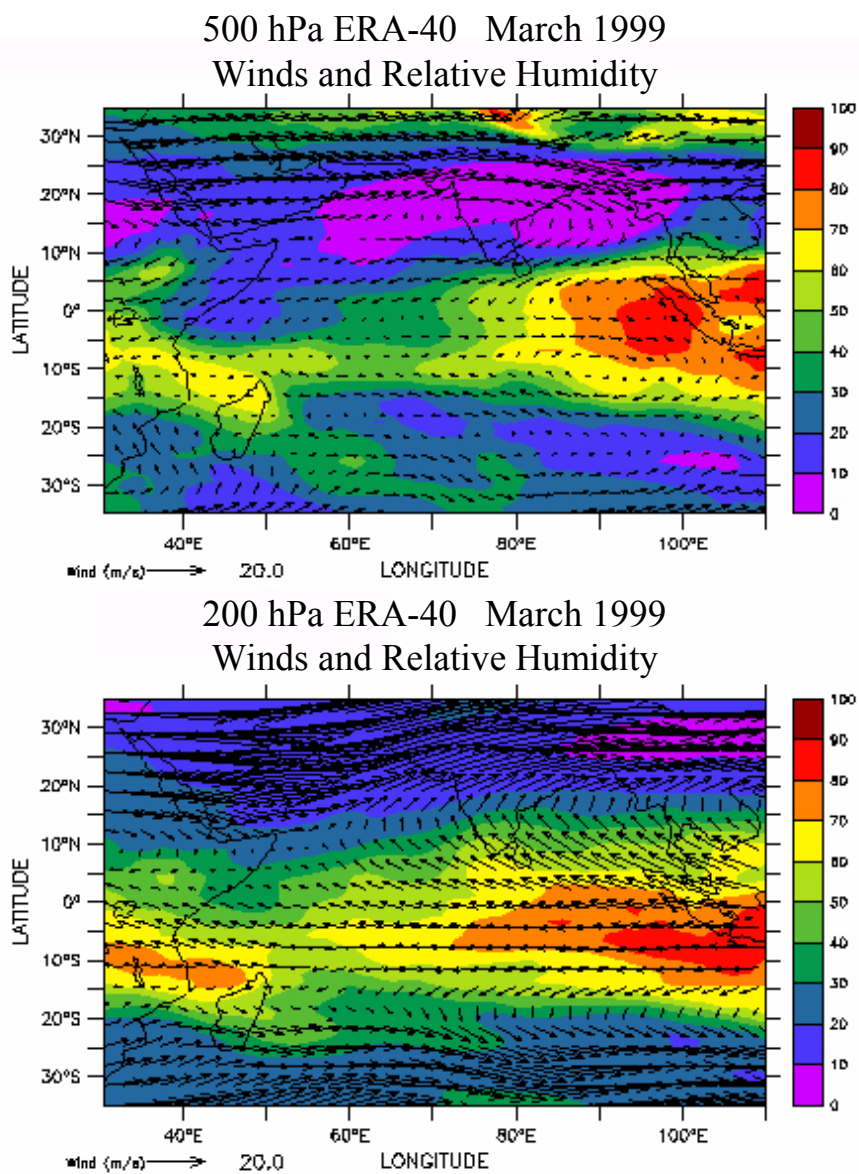 500 hPa ERA-40 March 1999
Winds and Relative Humidity
100
90
80
70
60
50
40
30
20
10
0
30°N
20°N
10°N
0°
10°S
20°S
30°S
LATITUDE
40°E 60°E 80°E 100°E
Wind (m/s) 20.0 LONGITUDE
200 hPa ERA-40 March 1999
Winds and Relative Humidity
100
90
80
70
60
50
40
30
20
10
0
30°N
20°N
10°N
0°
10°S
20°S
30°S
LATITUDE
40°E 60°E 80°E 100°E
Wind (m/s) 20.0 LONGITUDE